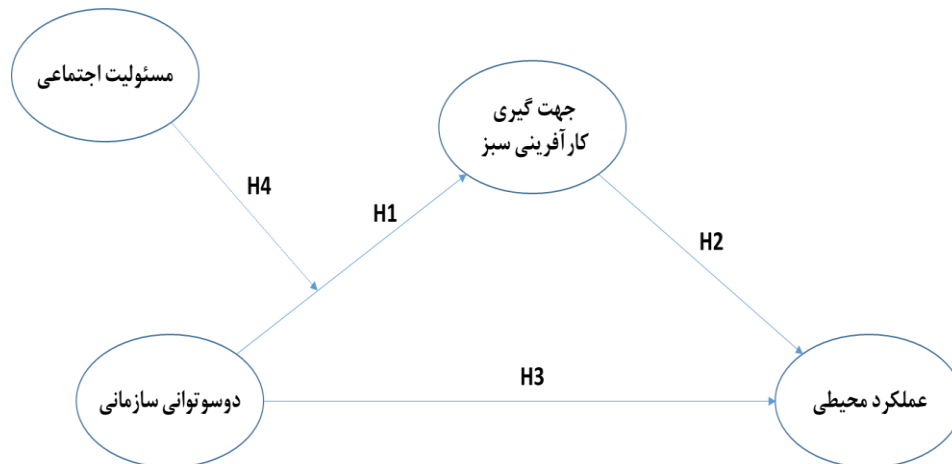 مسئولیت اجتماعی
جهت گیری
کارآفرینی سبز
H4
H1
H2
H3
دوسوتوانی سازمانی
عملکرد محیطی